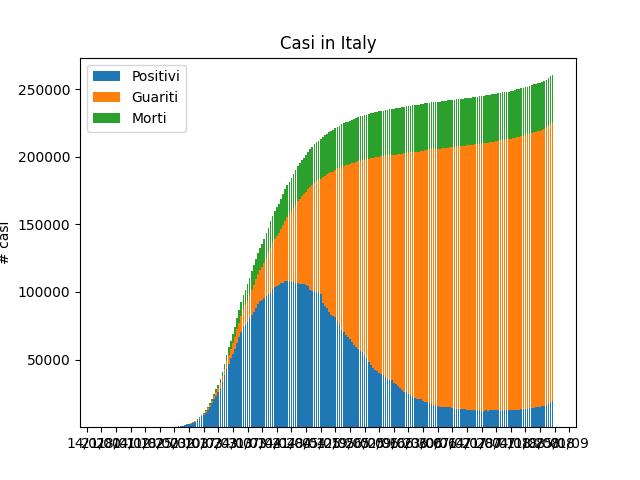 Casi in Italy
Positivi
Guariti
Morti
250000
200000
150000
100000
50000
# casi